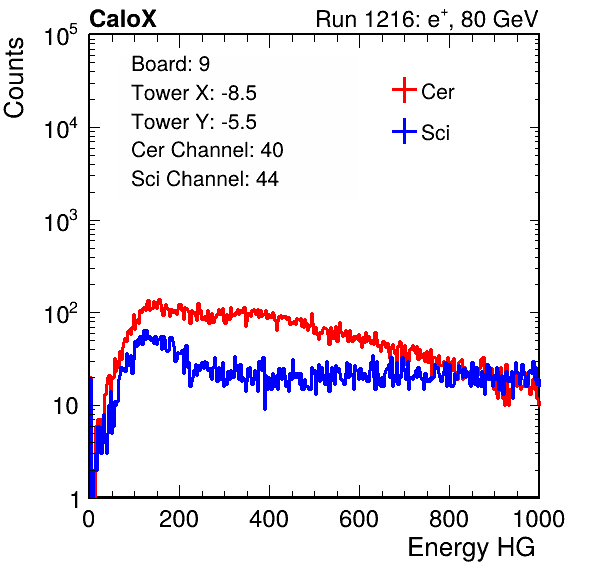 CaloX Run 1216: e⁺, 80 GeV
Counts
10⁵
10⁴
10³
10²
10
1
Board: 9
Tower X: -8.5
Tower Y: -5.5
Cer Channel: 40
Sci Channel: 44
Cer
Sci
0 200 400 600 800 1000
Energy HG